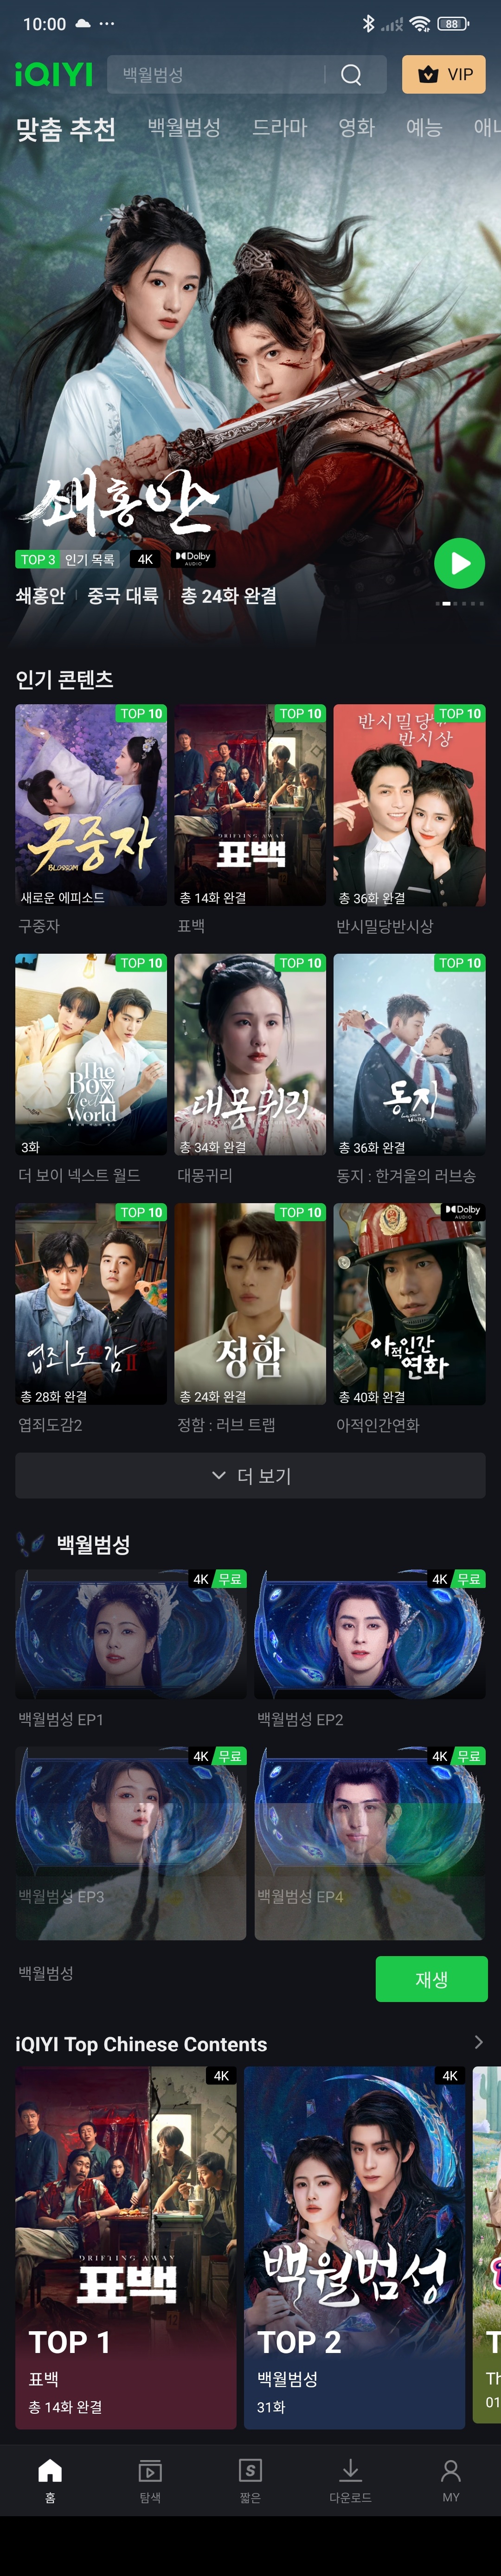 10:00
88
iQIYI
백월범성
VIP
맞춤 추천
백월범성
드라마
영화
예능
쇄홍안
TOP 3 인기 목록
4K
Dolby AUDIO
쇄홍안 | 중국 대륙 | 총 24화 완결
인기 콘텐츠
TOP 10
TOP 10
TOP 10
구중자
BLOSSOM
DRIFTING AWAY
표백
반시밀당
반시상
새로운 에피소드
총 14화 완결
총 36화 완결
구중자
표백
반시밀당반시상
TOP 10
TOP 10
TOP 10
The
Boy
Next
World
대몽귀리
동지
3화
총 34화 완결
총 36화 완결
더 보이 넥스트 월드
대몽귀리
동지 : 한겨울의 러브송
TOP 10
TOP 10
Dolby AUDIO
엽죄도감 II
정함
아적인간
연화
총 28화 완결
총 24화 완결
총 40화 완결
엽죄도감2
정함 : 러브 트랩
아적인간연화
더 보기
백월범성
4K 무료
4K 무료
백월범성 EP1
백월범성 EP2
4K 무료
4K 무료
백월범성 EP3
백월범성 EP4
백월범성
재생
iQIYI Top Chinese Contents
4K
4K
DRIFTING AWAY
표백
백월범성
TOP 1
TOP 2
표백
백월범성
Th
총 14화 완결
31화
01
홈
탐색
짧은
다운로드
MY